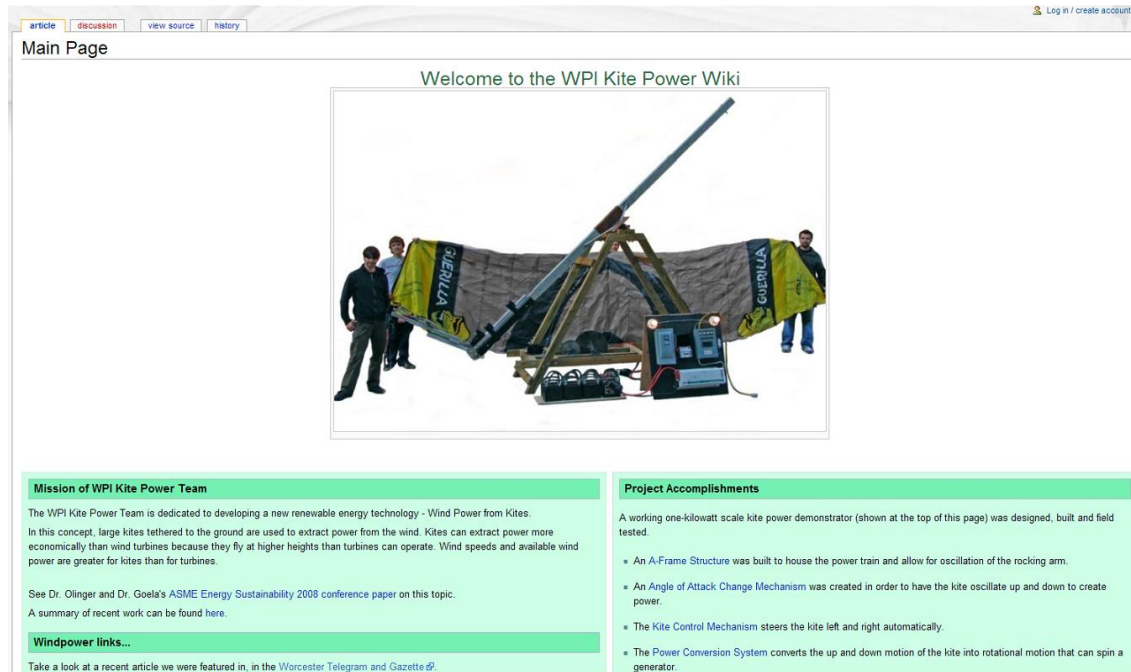 Log in / create account
article
discussion
view source
history
Main Page
Welcome to the WPI Kite Power Wiki
GUERILLA
GUERILLA
Mission of WPI Kite Power Team
The WPI Kite Power Team is dedicated to developing a new renewable energy technology - Wind Power from Kites.
In this concept, large kites tethered to the ground are used to extract power from the wind. Kites can extract power more
economically than wind turbines because they fly at higher heights than turbines can operate. Wind speeds and available wind
power are greater for kites than for turbines.
See Dr. Olinger and Dr. Goela's ASME Energy Sustainability 2008 conference paper on this topic.
A summary of recent work can be found here.
Windpower links...
Take a look at a recent article we were featured in, in the Worcester Telegram and Gazette.
Project Accomplishments
A working one-kilowatt scale kite power demonstrator (shown at the top of this page) was designed, built and field
tested.
An A-Frame Structure was built to house the power train and allow for oscillation of the rocking arm.
An Angle of Attack Change Mechanism was created in order to have the kite oscillate up and down to create
power.
The Kite Control Mechanism steers the kite left and right automatically.
The Power Conversion System converts the up and down motion of the kite into rotational motion that can spin a
generator.